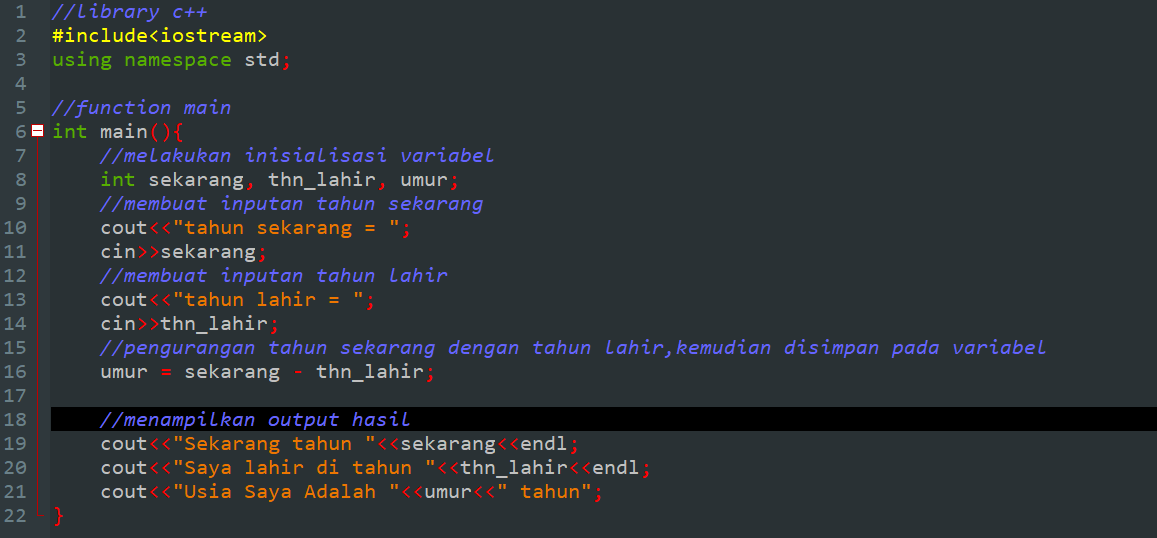 1 //library c++
2 #include<iostream>
3 using namespace std;
4
5 //function main
6 int main(){
7 //melakukan inisialisasi variabel
8 int sekarang, thn_lahir, umur;
9 //membuat inputan tahun sekarang
10 cout<<"tahun sekarang = ";
11 cin>>sekarang;
12 //membuat inputan tahun lahir
13 cout<<"tahun lahir = ";
14 cin>>thn_lahir;
15 //pengurangan tahun sekarang dengan tahun lahir,kemudian disimpan pada variabel
16 umur = sekarang - thn_lahir;
17
18 //menampilkan output hasil
19 cout<<"Sekarang tahun "<<sekarang<<endl;
20 cout<<"Saya lahir di tahun "<<thn_lahir<<endl;
21 cout<<"Usia Saya Adalah "<<umur<<" tahun";
22 }